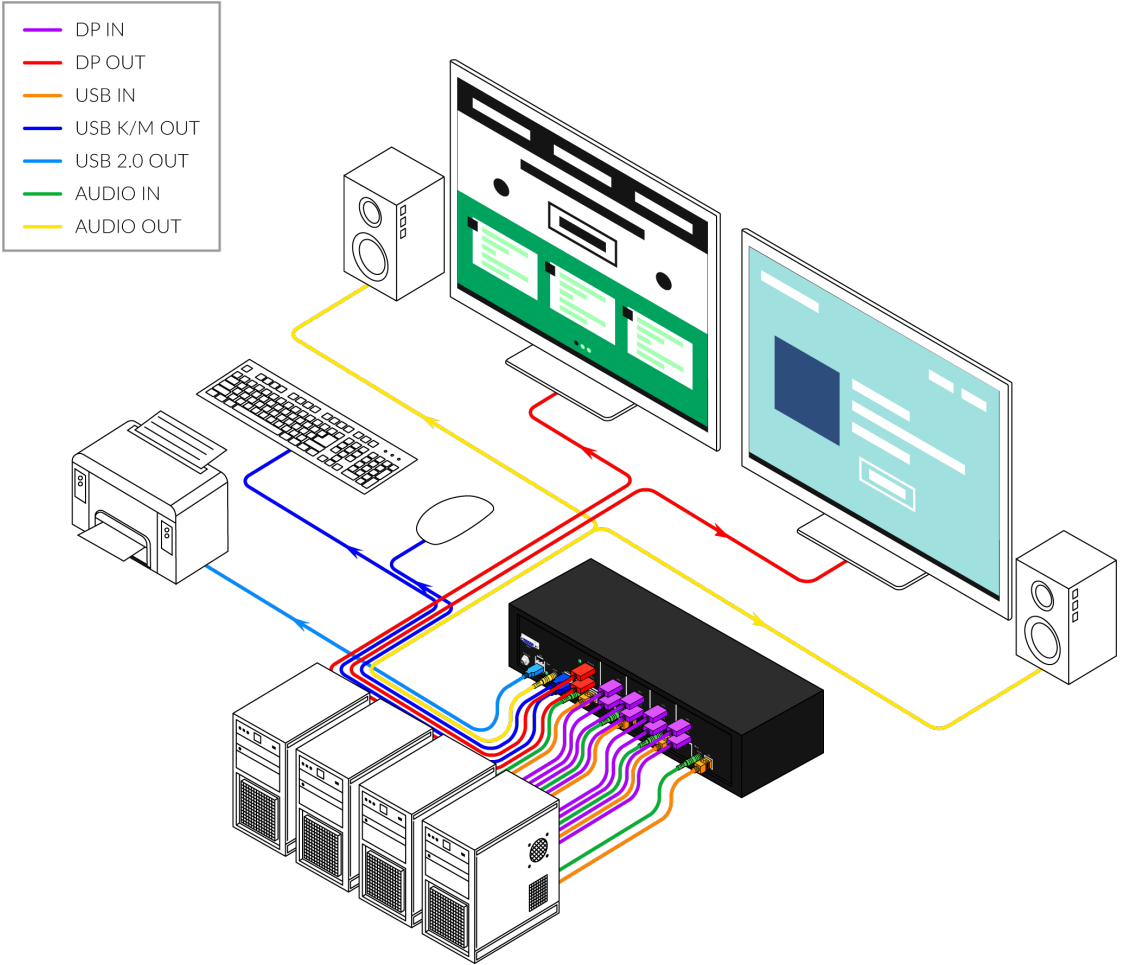 DP IN
DP OUT
USB IN
USB K/M OUT
USB 2.0 OUT
AUDIO IN
AUDIO OUT